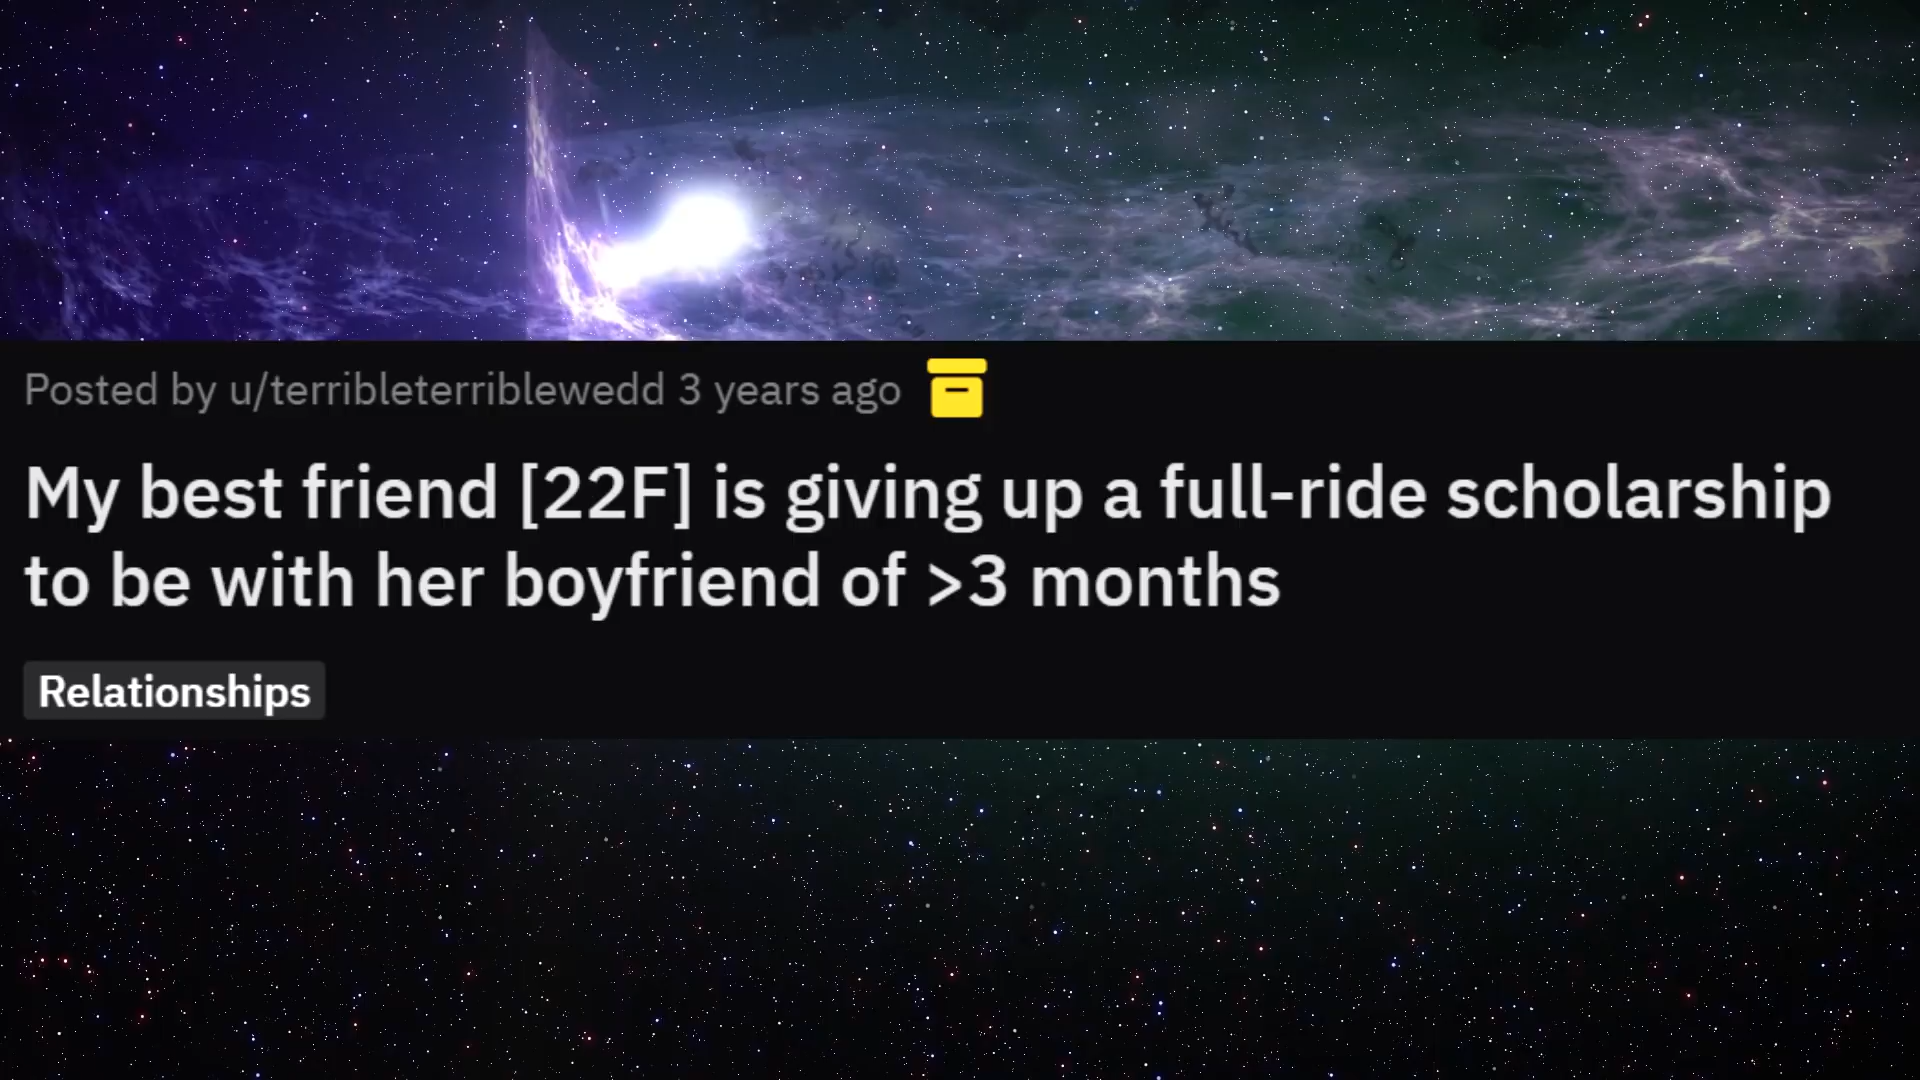 Posted by u/terribleterriblewedd 3 years ago
My best friend [22F] is giving up a full-ride scholarship
to be with her boyfriend of >3 months
Relationships